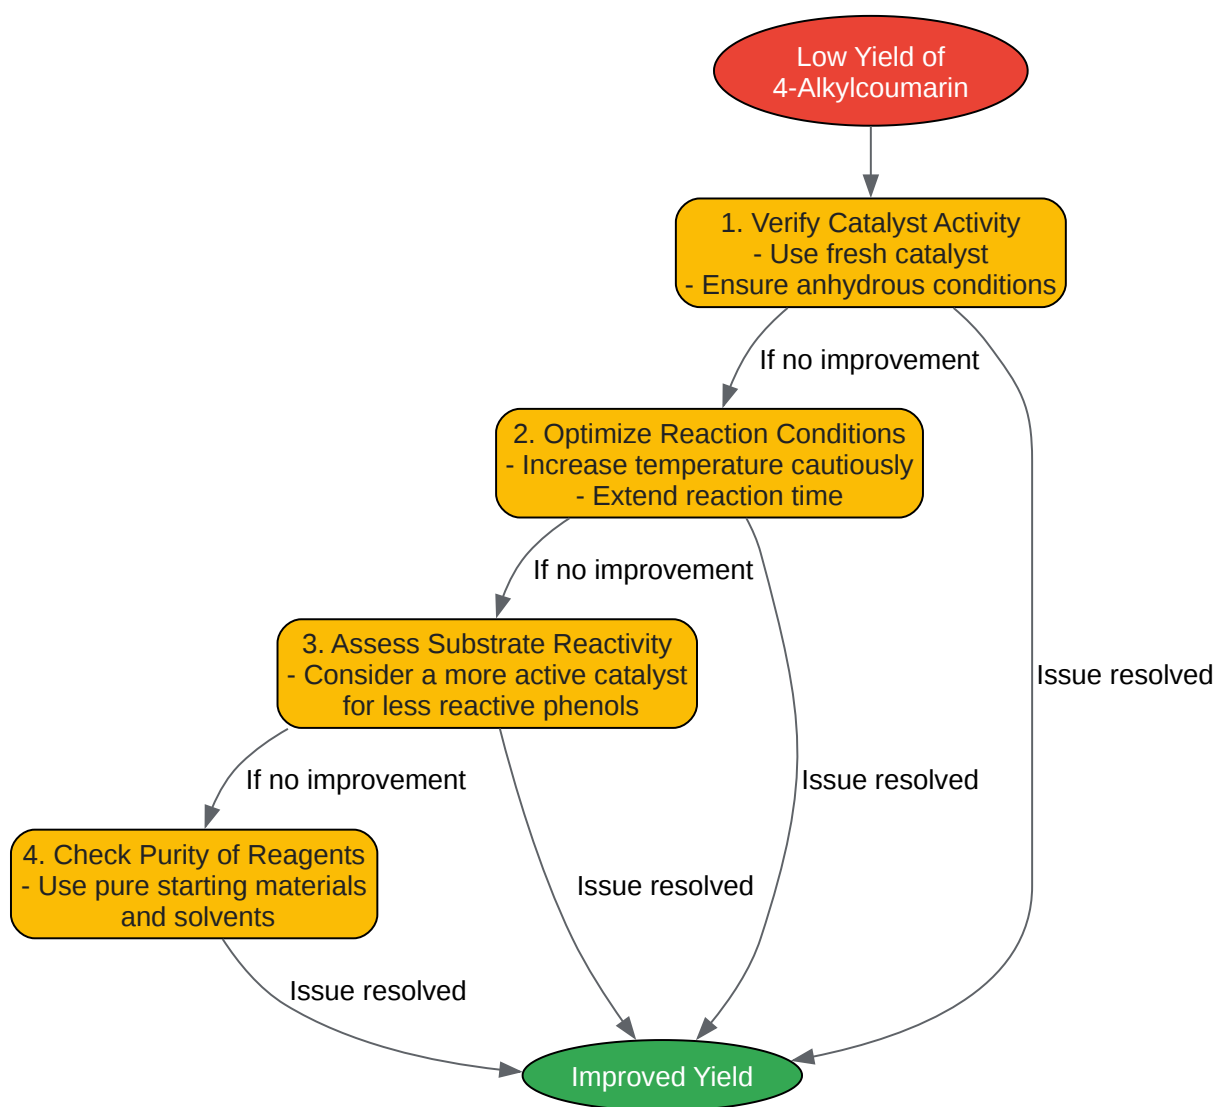 Low Yield of
4-Alkylcoumarin
1. Verify Catalyst Activity
- Use fresh catalyst
- Ensure anhydrous conditions
If no improvement
2. Optimize Reaction Conditions
- Increase temperature cautiously
- Extend reaction time
If no improvement
3. Assess Substrate Reactivity
- Consider a more active catalyst
for less reactive phenols
Issue resolved
If no improvement
Issue resolved
4. Check Purity of Reagents
- Use pure starting materials
and solvents
Issue resolved
Issue resolved
Improved Yield